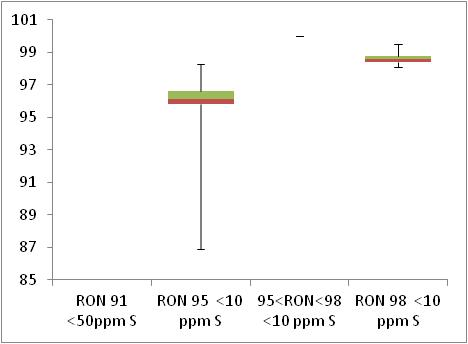 101
99
97
95
93
91
89
87
85
RON 91
<50ppm S
RON 95 <10
ppm S
95<RON<98
<10 ppm S
RON 98 <10
ppm S